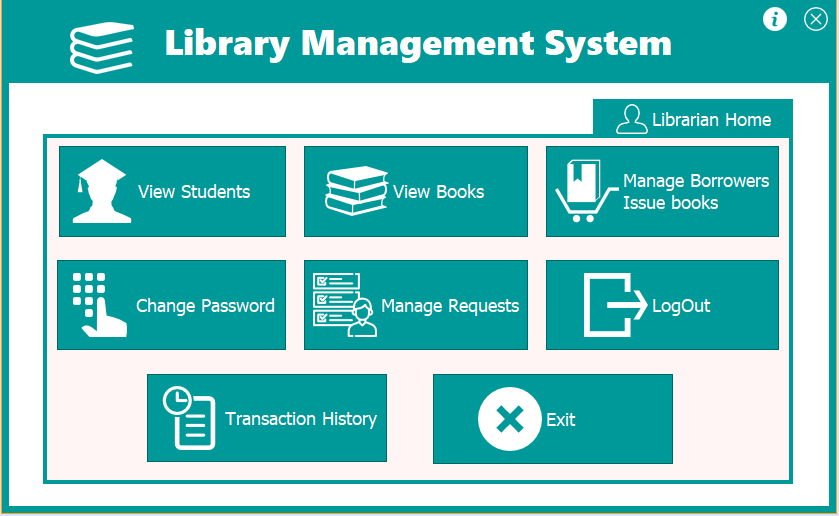 Library Management System
Librarian Home
View Students
View Books
Manage Borrowers
Issue books
Change Password
Manage Requests
LogOut
Transaction History
Exit